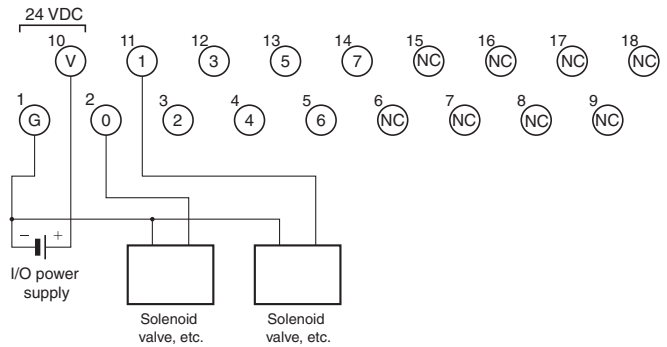 24 VDC
10 11 12 13 14 15 16 17 18
V 1 3 5 7 NC NC NC NC
1 2 3 4 5 6 7 8 9
G 0 2 4 6 NC NC NC NC
− +
I/O power
supply
Solenoid
valve, etc.
Solenoid
valve, etc.